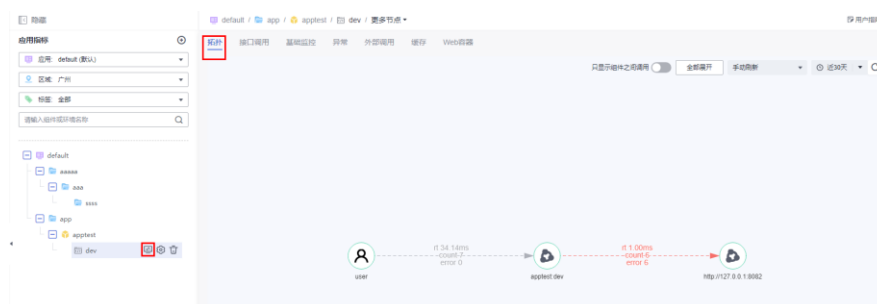 隐藏
default / app / apptest / dev / 更多节点
用户指南
应用指标
拓扑 接口调用 基础监控 异常 外部调用 缓存 Web容器
应用: default (默认)
只显示组件之间调用 全部展开 手动刷新 近30天
区域: 广州
标签: 全部
请输入组件或环境名称
default
aaaaa
aaa
ssss
app
apptest
dev
rt 34.14ms
count 7
error 0
rt 1.00ms
count 6
error 6
user
apptest:dev
http://127.0.0.1:8082